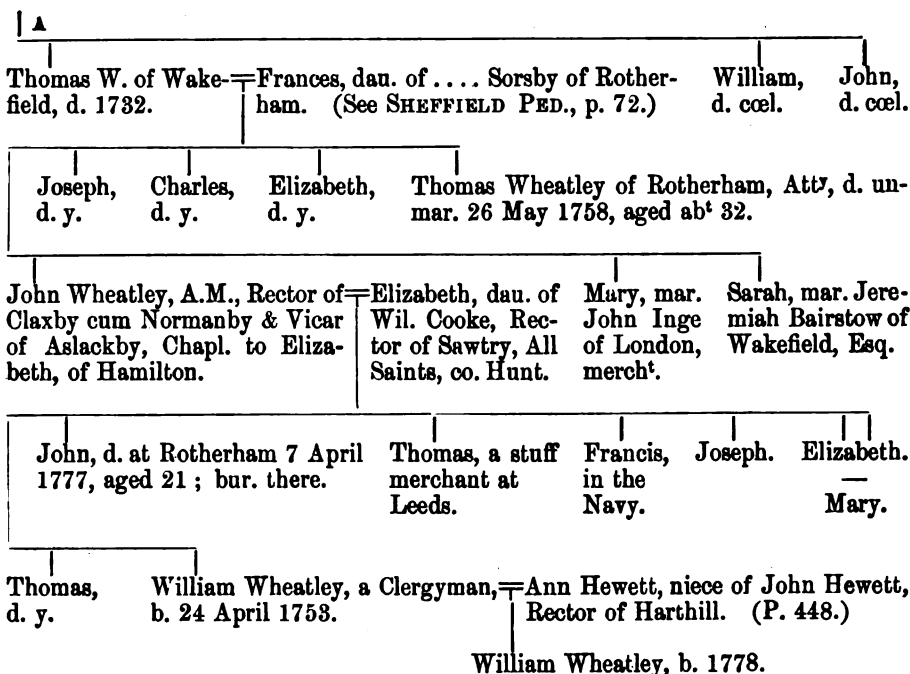 A
Thomas W. of Wake-=Frances, dau. of .... Sorsby of Rother- William, John,
field, d. 1732. ham. (See SHEFFIELD PED., p. 72.) d. cœl. d. cœl.
Joseph, Charles, Elizabeth, Thomas Wheatley of Rotherham, Attʸ, d. un-
d. y. d. y. d. y. mar. 26 May 1758, aged abᵗ 32.
John Wheatley, A.M., Rector of=Elizabeth, dau. of Mary, mar. Sarah, mar. Jere-
Claxby cum Normanby & Vicar Wil. Cooke, Rec- John Inge miah Bairstow of
of Aslackby, Chapl. to Eliza- tor of Sawtry, All of London, Wakefield, Esq.
beth, of Hamilton. Saints, co. Hunt. merchᵗ.
John, d. at Rotherham 7 April Thomas, a stuff Francis, Joseph. Elizabeth.
1777, aged 21 ; bur. there. merchant at in the —
Leeds. Navy. Mary.
Thomas, William Wheatley, a Clergyman,=Ann Hewett, niece of John Hewett,
d. y. b. 24 April 1753. Rector of Harthill. (P. 448.)
William Wheatley, b. 1778.